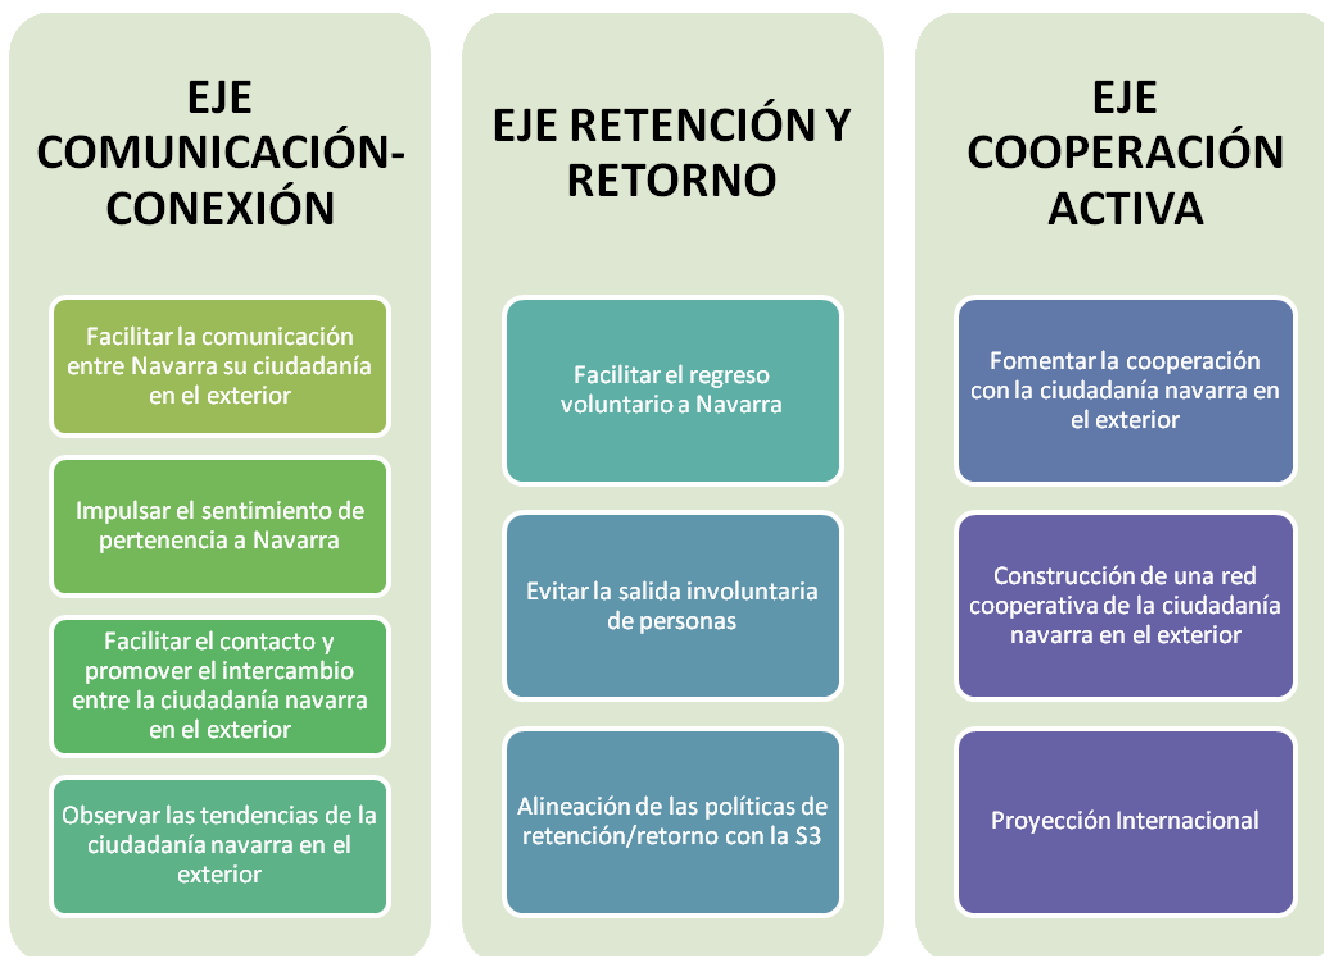 EJE
COMUNICACIÓN-
CONEXIÓN
Facilitar la comunicación
entre Navarra su ciudadanía
en el exterior
Impulsar el sentimiento de
pertenencia a Navarra
Facilitar el contacto y
promover el intercambio
entre la ciudadanía navarra
en el exterior
Observar las tendencias de la
ciudadanía navarra en el
exterior
EJE RETENCIÓN Y
RETORNO
Facilitar el regreso
voluntario a Navarra
Evitar la salida involuntaria
de personas
Alineación de las políticas de
retención/retorno con la S3
EJE
COOPERACIÓN
ACTIVA
Fomentar la cooperación
con la ciudadanía navarra en
el exterior
Construcción de una red
cooperativa de la ciudadanía
navarra en el exterior
Proyección Internacional